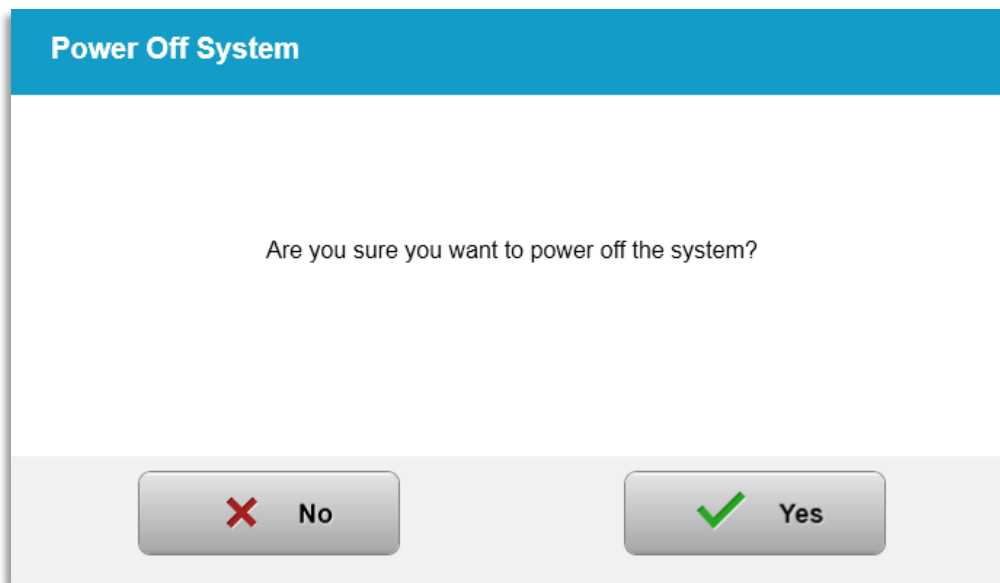 Power Off System
Are you sure you want to power off the system?
No
Yes